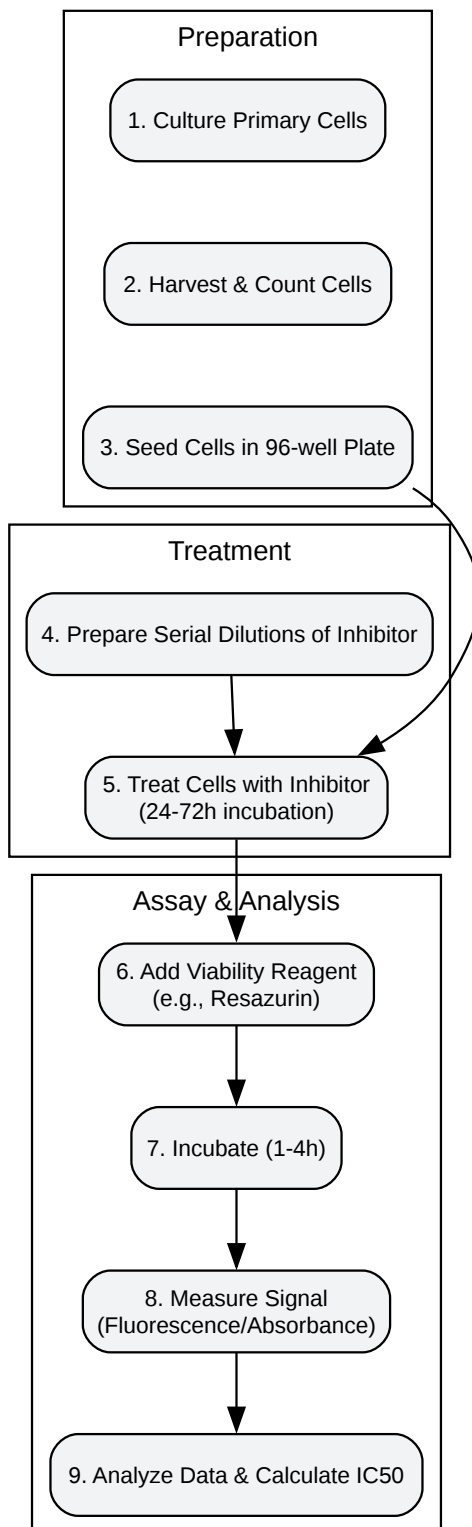 Preparation
1. Culture Primary Cells
2. Harvest & Count Cells
3. Seed Cells in 96-well Plate
Treatment
4. Prepare Serial Dilutions of Inhibitor
5. Treat Cells with Inhibitor
(24-72h incubation)
Assay & Analysis
6. Add Viability Reagent
(e.g., Resazurin)
7. Incubate (1-4h)
8. Measure Signal
(Fluorescence/Absorbance)
9. Analyze Data & Calculate IC50